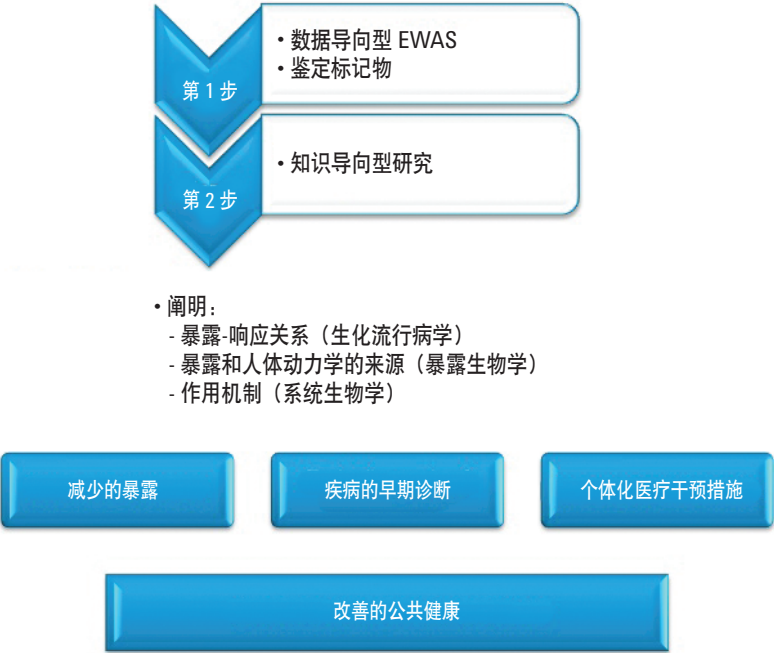 第 1 步
• 数据导向型 EWAS
• 鉴定标记物
第 2 步
• 知识导向型研究
• 阐明：
- 暴露-响应关系（生化流行病学）
- 暴露和人体动力学的来源（暴露生物学）
- 作用机制（系统生物学）
减少的暴露
疾病的早期诊断
个体化医疗干预措施
改善的公共健康